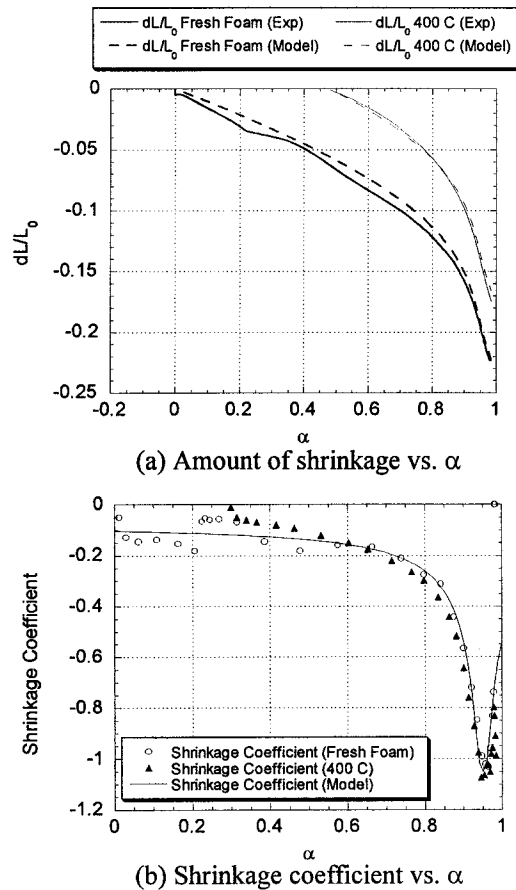 dL/L0 Fresh Foam (Exp) dL/L0 400 C (Exp)
dL/L0 Fresh Foam (Model) dL/L0 400 C (Model)
0
-0.05
-0.1
-0.15
-0.2
-0.25
dL/L0
-0.2 0 0.2 0.4 0.6 0.8 1
α
(a) Amount of shrinkage vs. α
0
-0.2
-0.4
-0.6
-0.8
-1
-1.2
Shrinkage Coefficient
Shrinkage Coefficient (Fresh Foam)
Shrinkage Coefficient (400 C)
Shrinkage Coefficient (Model)
0 0.2 0.4 0.6 0.8 1
α
(b) Shrinkage coefficient vs. α